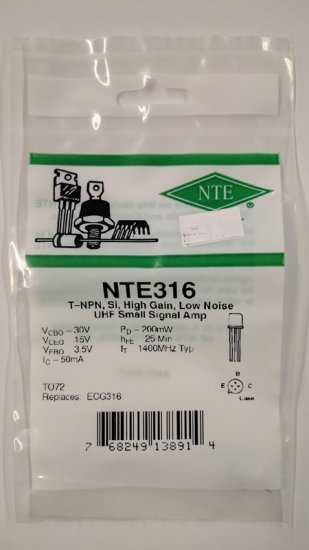 NTE
®
NTE316
T-NPN, Si, High Gain, Low Noise
UHF Small Signal Amp
VCBO - 30V PD - 200mW
VCEO 15V hFE 25 Min
VEBO 3.5V fT 1400MHz Typ
IC - 50mA
TO72
Replaces: ECG316
B
E C
Case
7 68249 13891 4